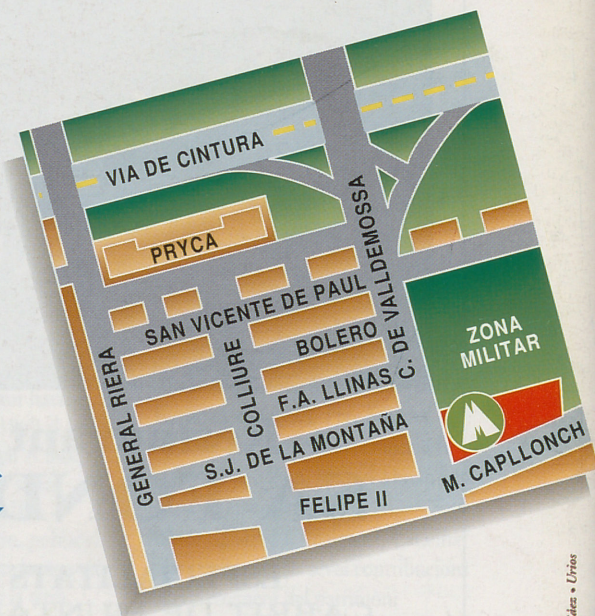 VIA DE CINTURA
PRYCA
SAN VICENTE DE PAUL
BOLERO
F.A. LLINAS
S.J. DE LA MONTAÑA
FELIPE II
GENERAL RIERA
COLLIURE
C. DE VALLDEMOSSA
ZONA
MILITAR
M. CAPLLONCH
• Urios